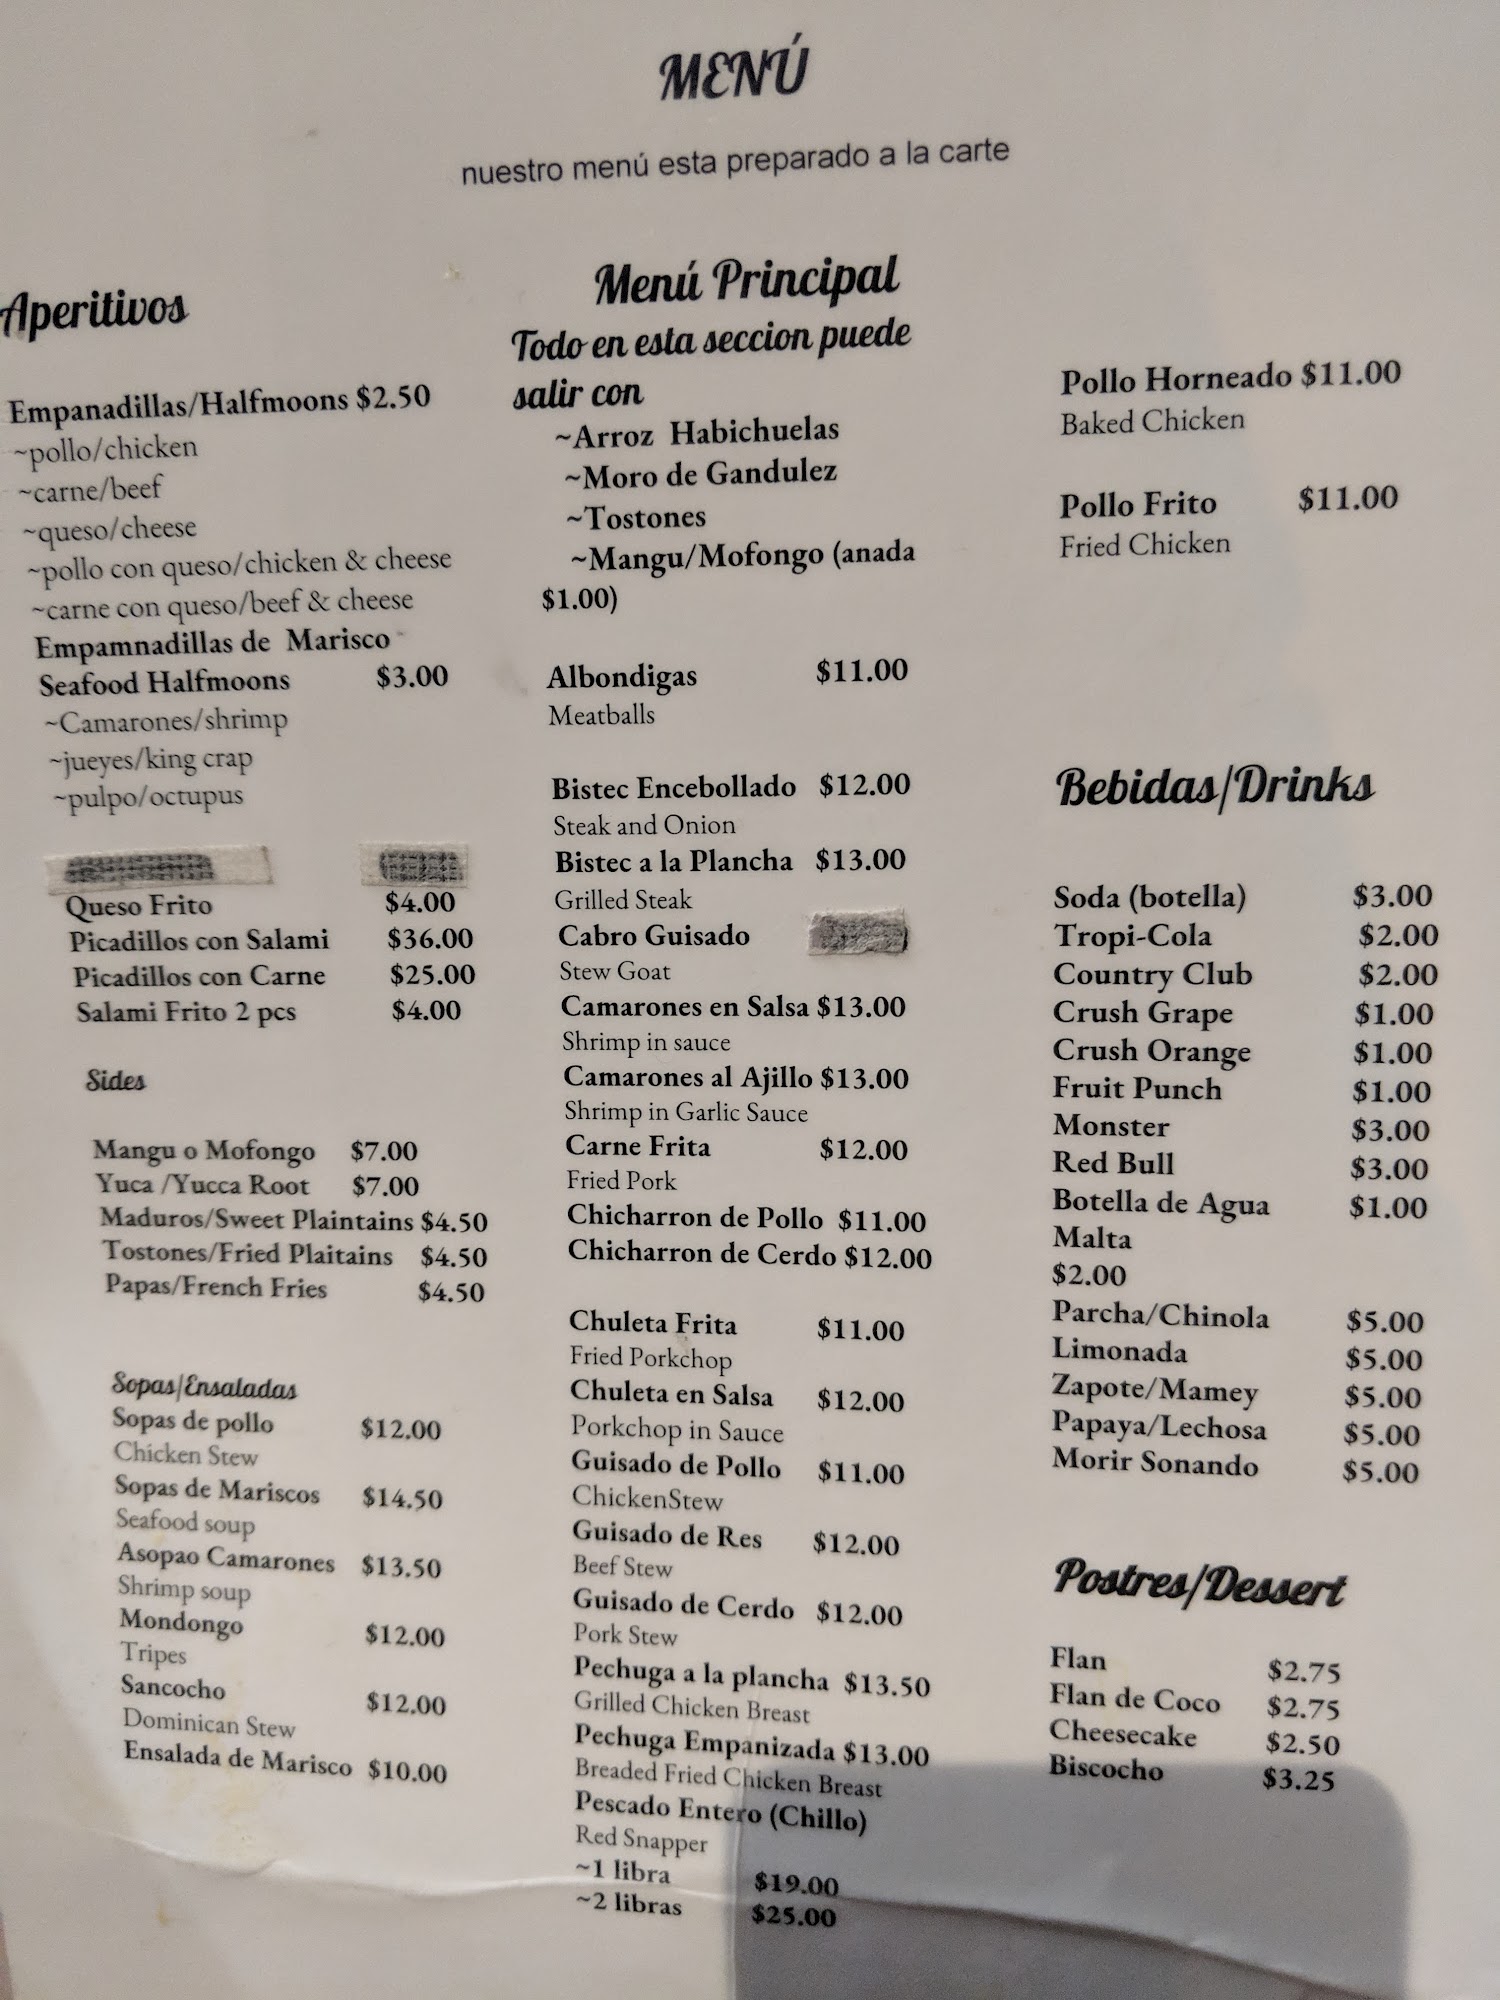 MENÚ
nuestro menú esta preparado a la carte
Aperitivos
Empanadillas/Halfmoons $2.50
~pollo/chicken
~carne/beef
~queso/cheese
~pollo con queso/chicken & cheese
~carne con queso/beef & cheese
Empamnadillas de Marisco
Seafood Halfmoons $3.00
~Camarones/shrimp
~jueyes/king crap
~pulpo/octupus
Queso Frito $4.00
Picadillos con Salami $36.00
Picadillos con Carne $25.00
Salami Frito 2 pcs $4.00
Sides
Mangu o Mofongo $7.00
Yuca /Yucca Root $7.00
Maduros/Sweet Plaintains $4.50
Tostones/Fried Plaitains $4.50
Papas/French Fries $4.50
Sopas/Ensaladas
Sopas de pollo $12.00
Chicken Stew
Sopas de Mariscos $14.50
Seafood soup
Asopao Camarones $13.50
Shrimp soup
Mondongo $12.00
Tripes
Sancocho $12.00
Dominican Stew
Ensalada de Marisco $10.00
Menú Principal
Todo en esta seccion puede
salir con
~Arroz Habichuelas
~Moro de Gandulez
~Tostones
~Mangu/Mofongo (anada
$1.00)
Albondigas $11.00
Meatballs
Bistec Encebollado $12.00
Steak and Onion
Bistec a la Plancha $13.00
Grilled Steak
Cabro Guisado
Stew Goat
Camarones en Salsa $13.00
Shrimp in sauce
Camarones al Ajillo $13.00
Shrimp in Garlic Sauce
Carne Frita $12.00
Fried Pork
Chicharron de Pollo $11.00
Chicharron de Cerdo $12.00
Chuleta Frita $11.00
Fried Porkchop
Chuleta en Salsa $12.00
Porkchop in Sauce
Guisado de Pollo $11.00
ChickenStew
Guisado de Res $12.00
Beef Stew
Guisado de Cerdo $12.00
Pork Stew
Pechuga a la plancha $13.50
Grilled Chicken Breast
Pechuga Empanizada $13.00
Breaded Fried Chicken Breast
Pescado Entero (Chillo)
Red Snapper
~1 libra $19.00
~2 libras $25.00
Pollo Horneado $11.00
Baked Chicken
Pollo Frito $11.00
Fried Chicken
Bebidas/Drinks
Soda (botella) $3.00
Tropi-Cola $2.00
Country Club $2.00
Crush Grape $1.00
Crush Orange $1.00
Fruit Punch $1.00
Monster $3.00
Red Bull $3.00
Botella de Agua $1.00
Malta
$2.00
Parcha/Chinola $5.00
Limonada $5.00
Zapote/Mamey $5.00
Papaya/Lechosa $5.00
Morir Sonando $5.00
Postres/Dessert
Flan $2.75
Flan de Coco $2.75
Cheesecake $2.50
Biscocho $3.25